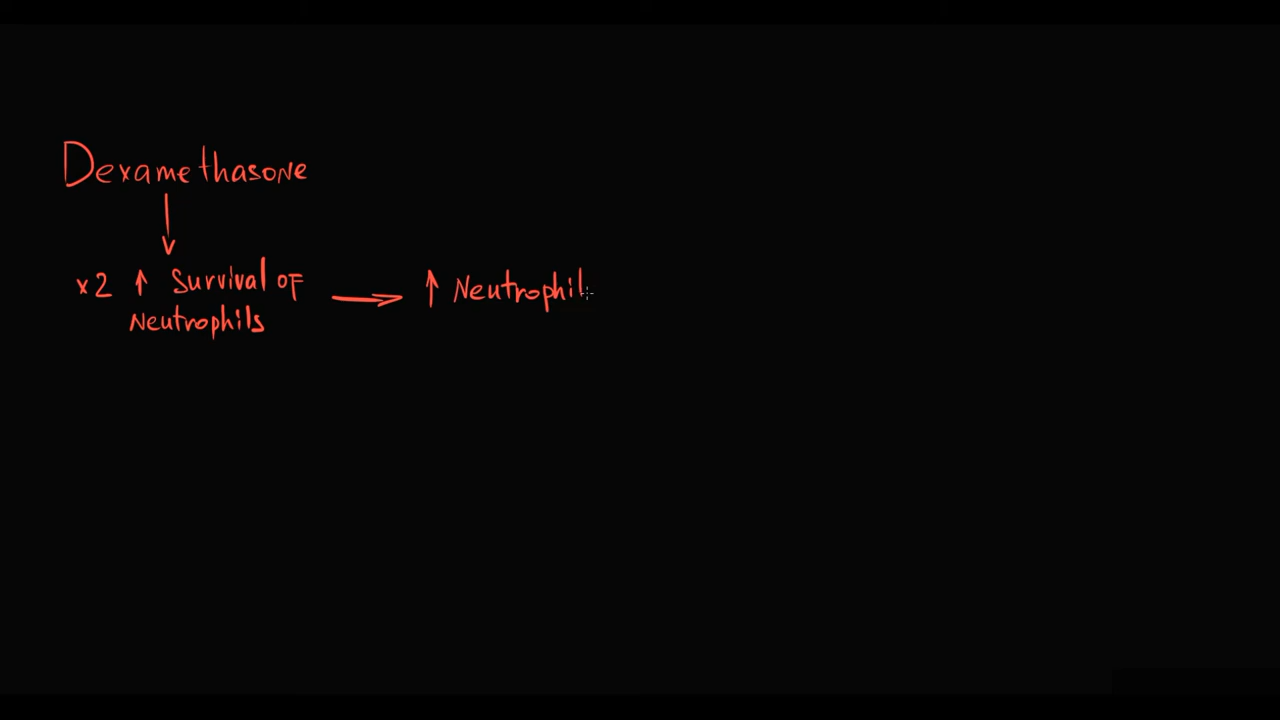 Dexamethasone
x2 ↑ Survival of
Neutrophils
↑ Neutrophil